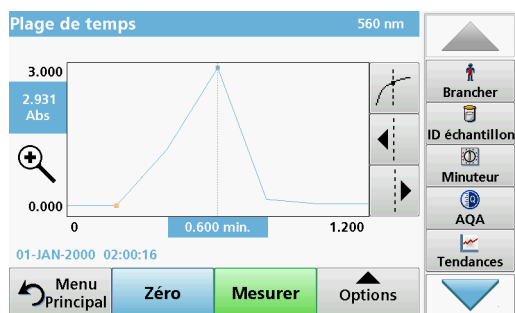 Plage de temps 560 nm
3.000
2.931
Abs
0.000
0 0.600 min. 1.200
01-JAN-2000 02:00:16
Menu
Principal
Zéro
Mesurer
Options
Brancher
ID échantillon
Minuteur
AQA
Tendances